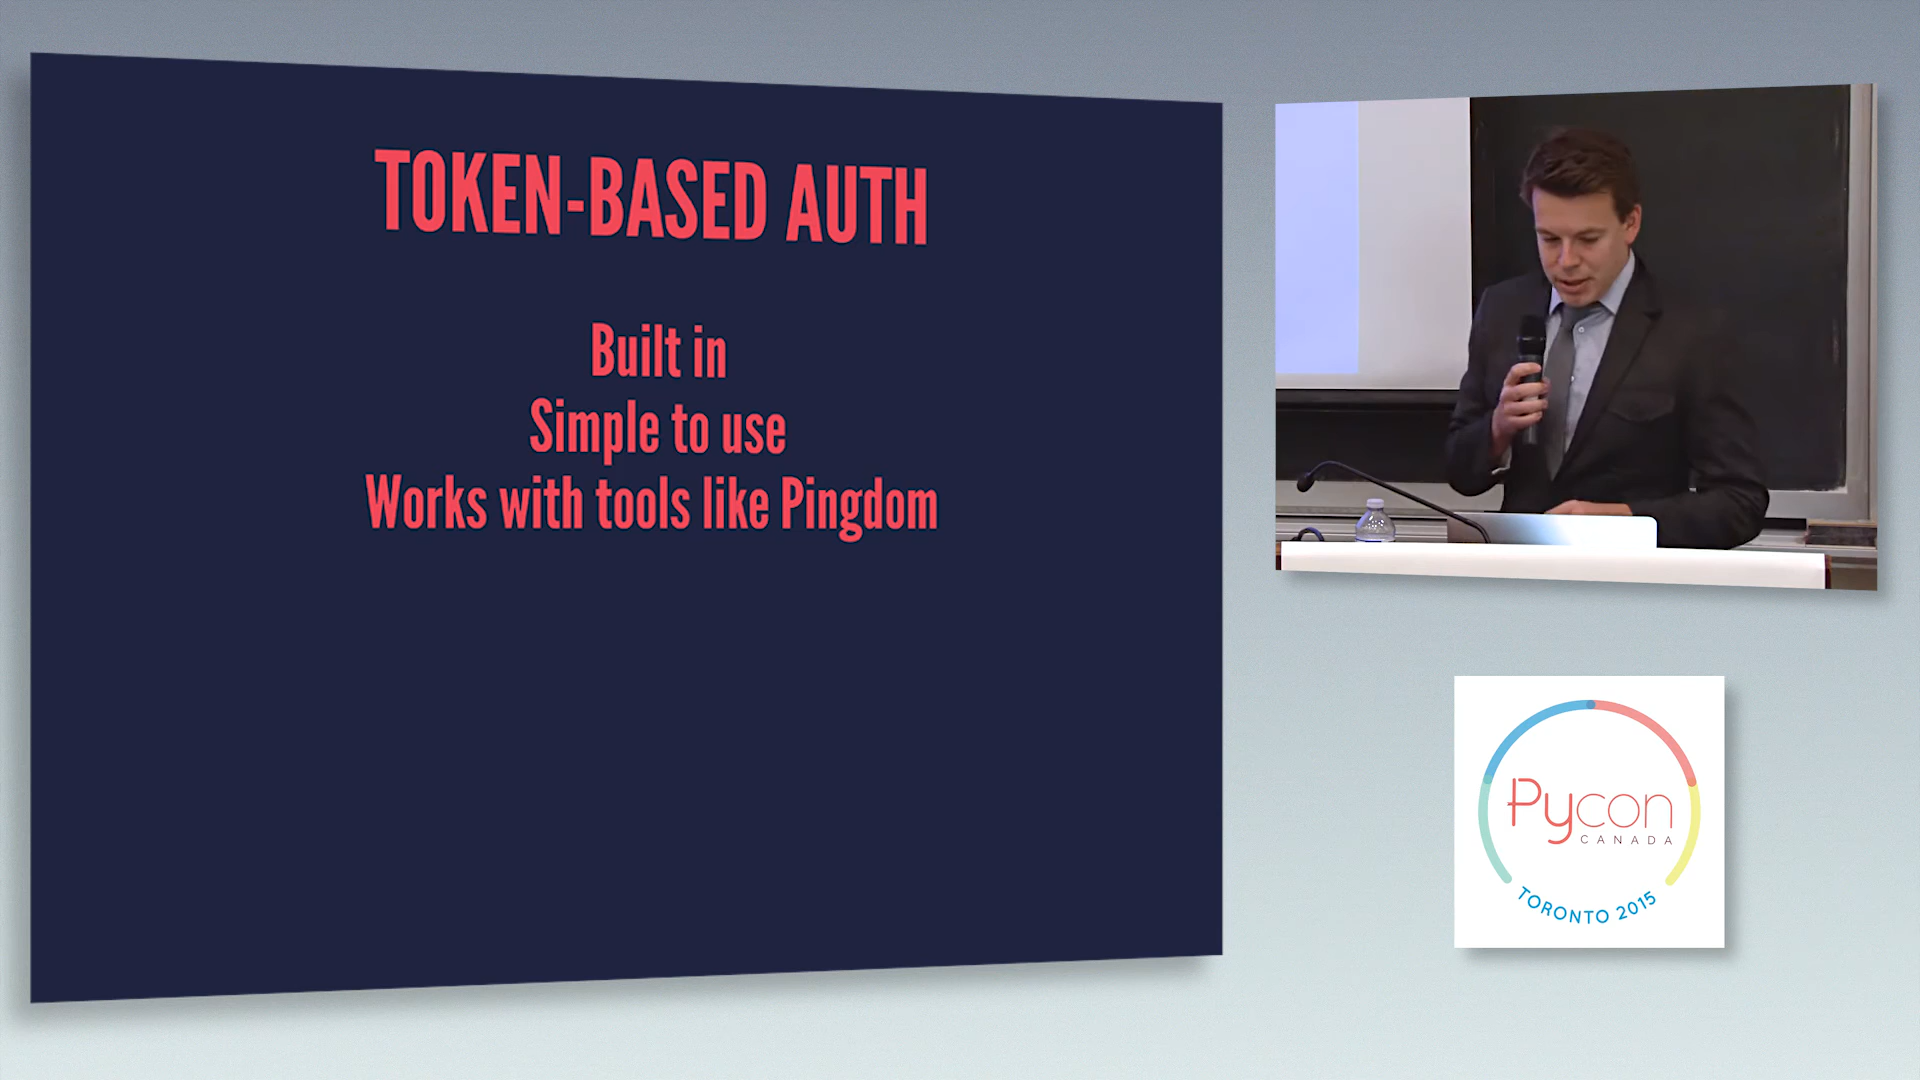 TOKEN-BASED AUTH
Built in
Simple to use
Works with tools like Pingdom
Pycon
CANADA
TORONTO 2015